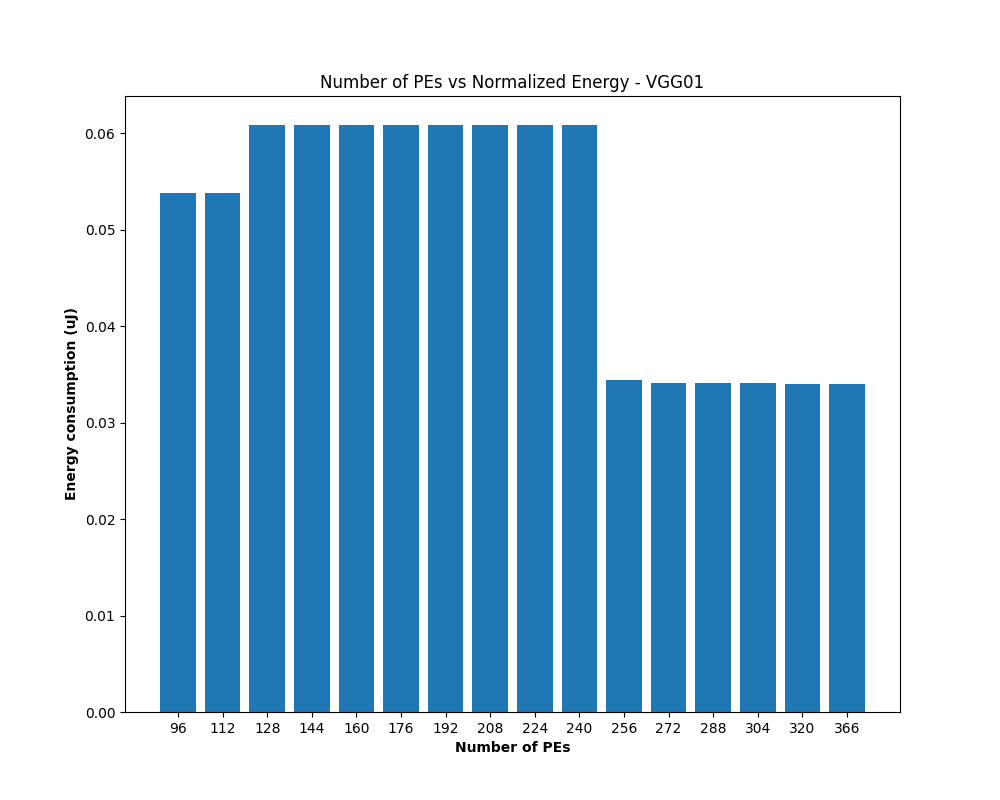 Number of PEs vs Normalized Energy - VGG01
Energy consumption (uJ)
0.06
0.05
0.04
0.03
0.02
0.01
0.00
96 112 128 144 160 176 192 208 224 240 256 272 288 304 320 366
Number of PEs